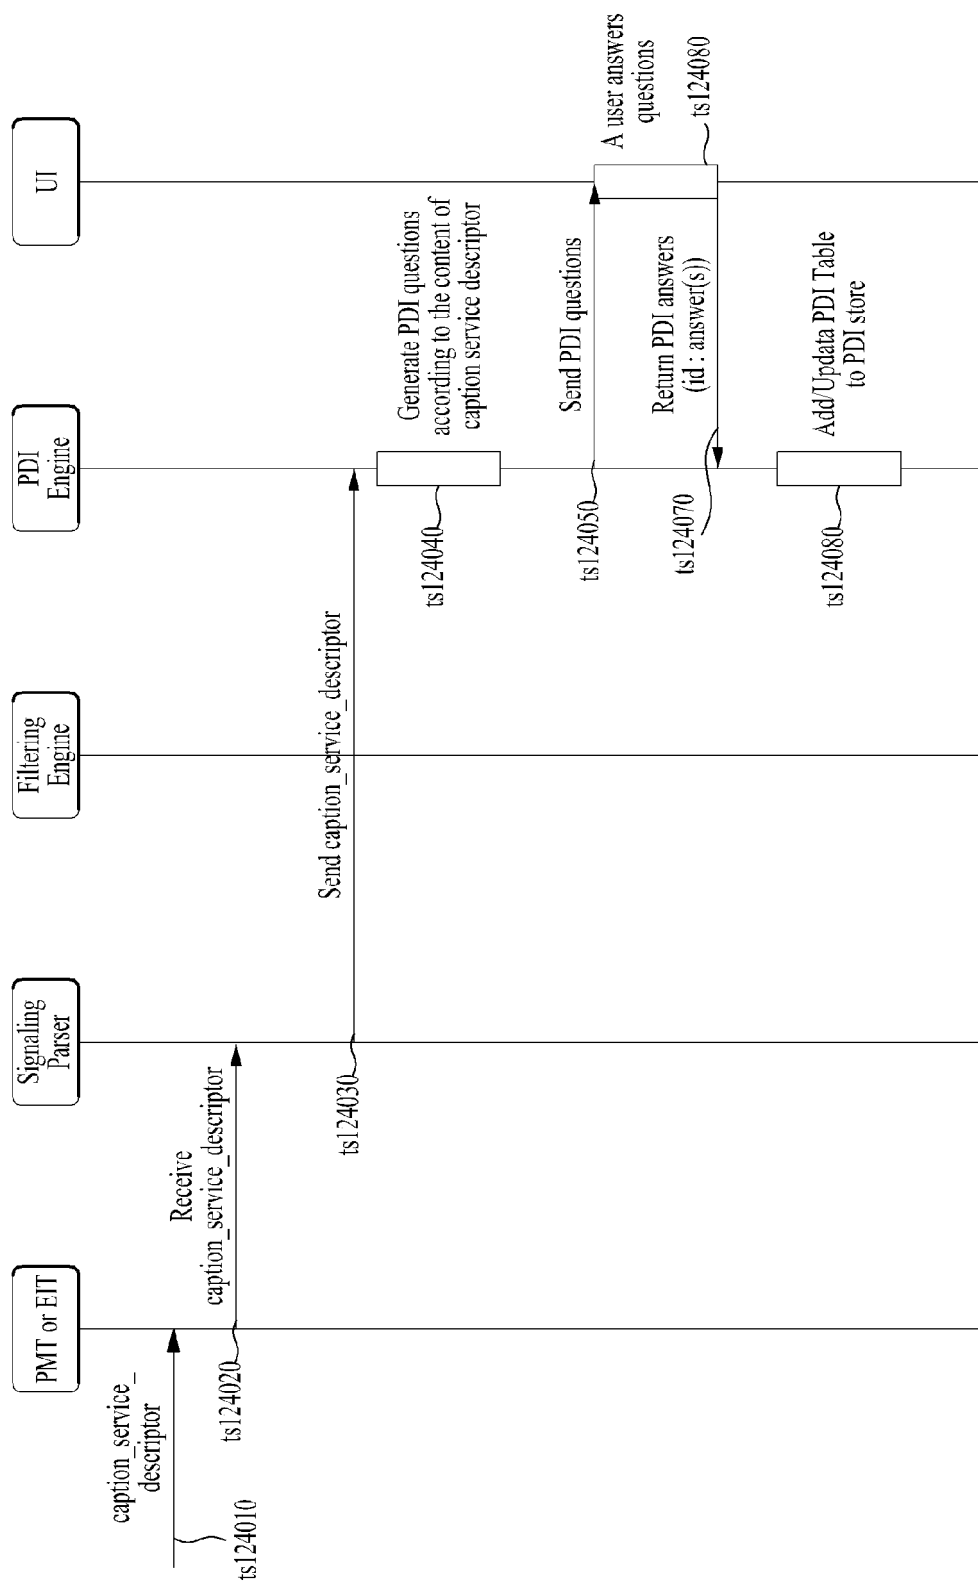 PMT or EIT
Signaling
Parser
Filtering
Engine
PDI
Engine
UI
caption_service_
descriptor
ts124010
Receive
caption_service_descriptor
ts124020
Send caption_service_descriptor
ts124030
Generate PDI questions
according to the content of
caption service descriptor
ts124040
Send PDI questions
ts124050
A user answers
questions
ts124080
Return PDI answers
(id : answer(s))
ts124070
Add/Updata PDI Table
to PDI store
ts124080